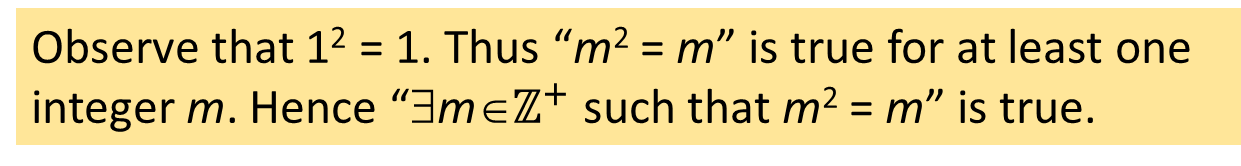 Observe that 1² = 1. Thus “m² = m” is true for at least one
integer m. Hence “∃m∈ℤ⁺ such that m² = m” is true.